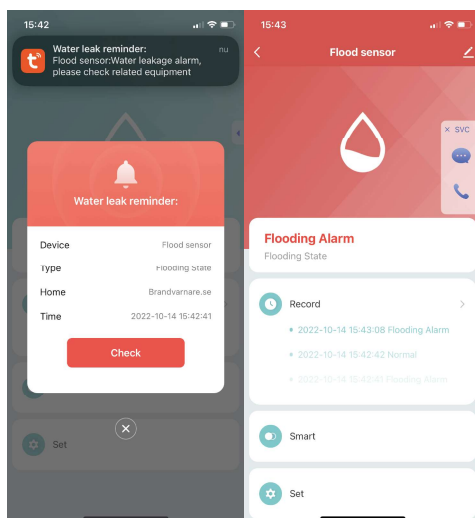 15:42
Water leak reminder:
nu
Flood sensor:Water leakage alarm,
please check related equipment
Water leak reminder:
Device
Flood sensor
Type
Flooding State
Home
Brandvarnare.se
Time
2022-10-14 15:42:41
Check
Set
15:43
Flood sensor
SVC
Flooding Alarm
Flooding State
Record
2022-10-14 15:43:08 Flooding Alarm
2022-10-14 15:42:42 Normal
2022-10-14 15:42:41 Flooding Alarm
Smart
Set